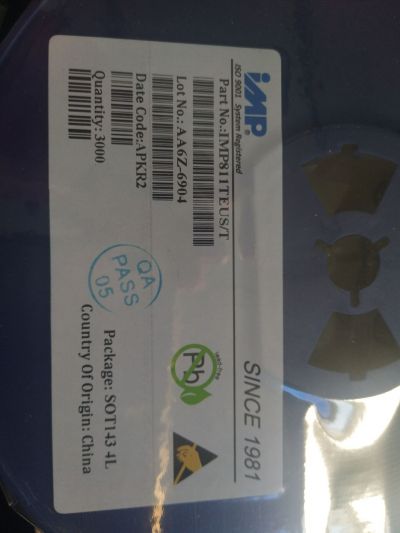 iMP®
ISO 9001 System Registered
SINCE 1981
Part No.:IMP811TEUS/T
Lot No.: AA6Z-6904
Date Code:APKR2
Quantity: 3000
Pb
QA
PASS
05
Package: SOT143 4L
Country Of Origin: China